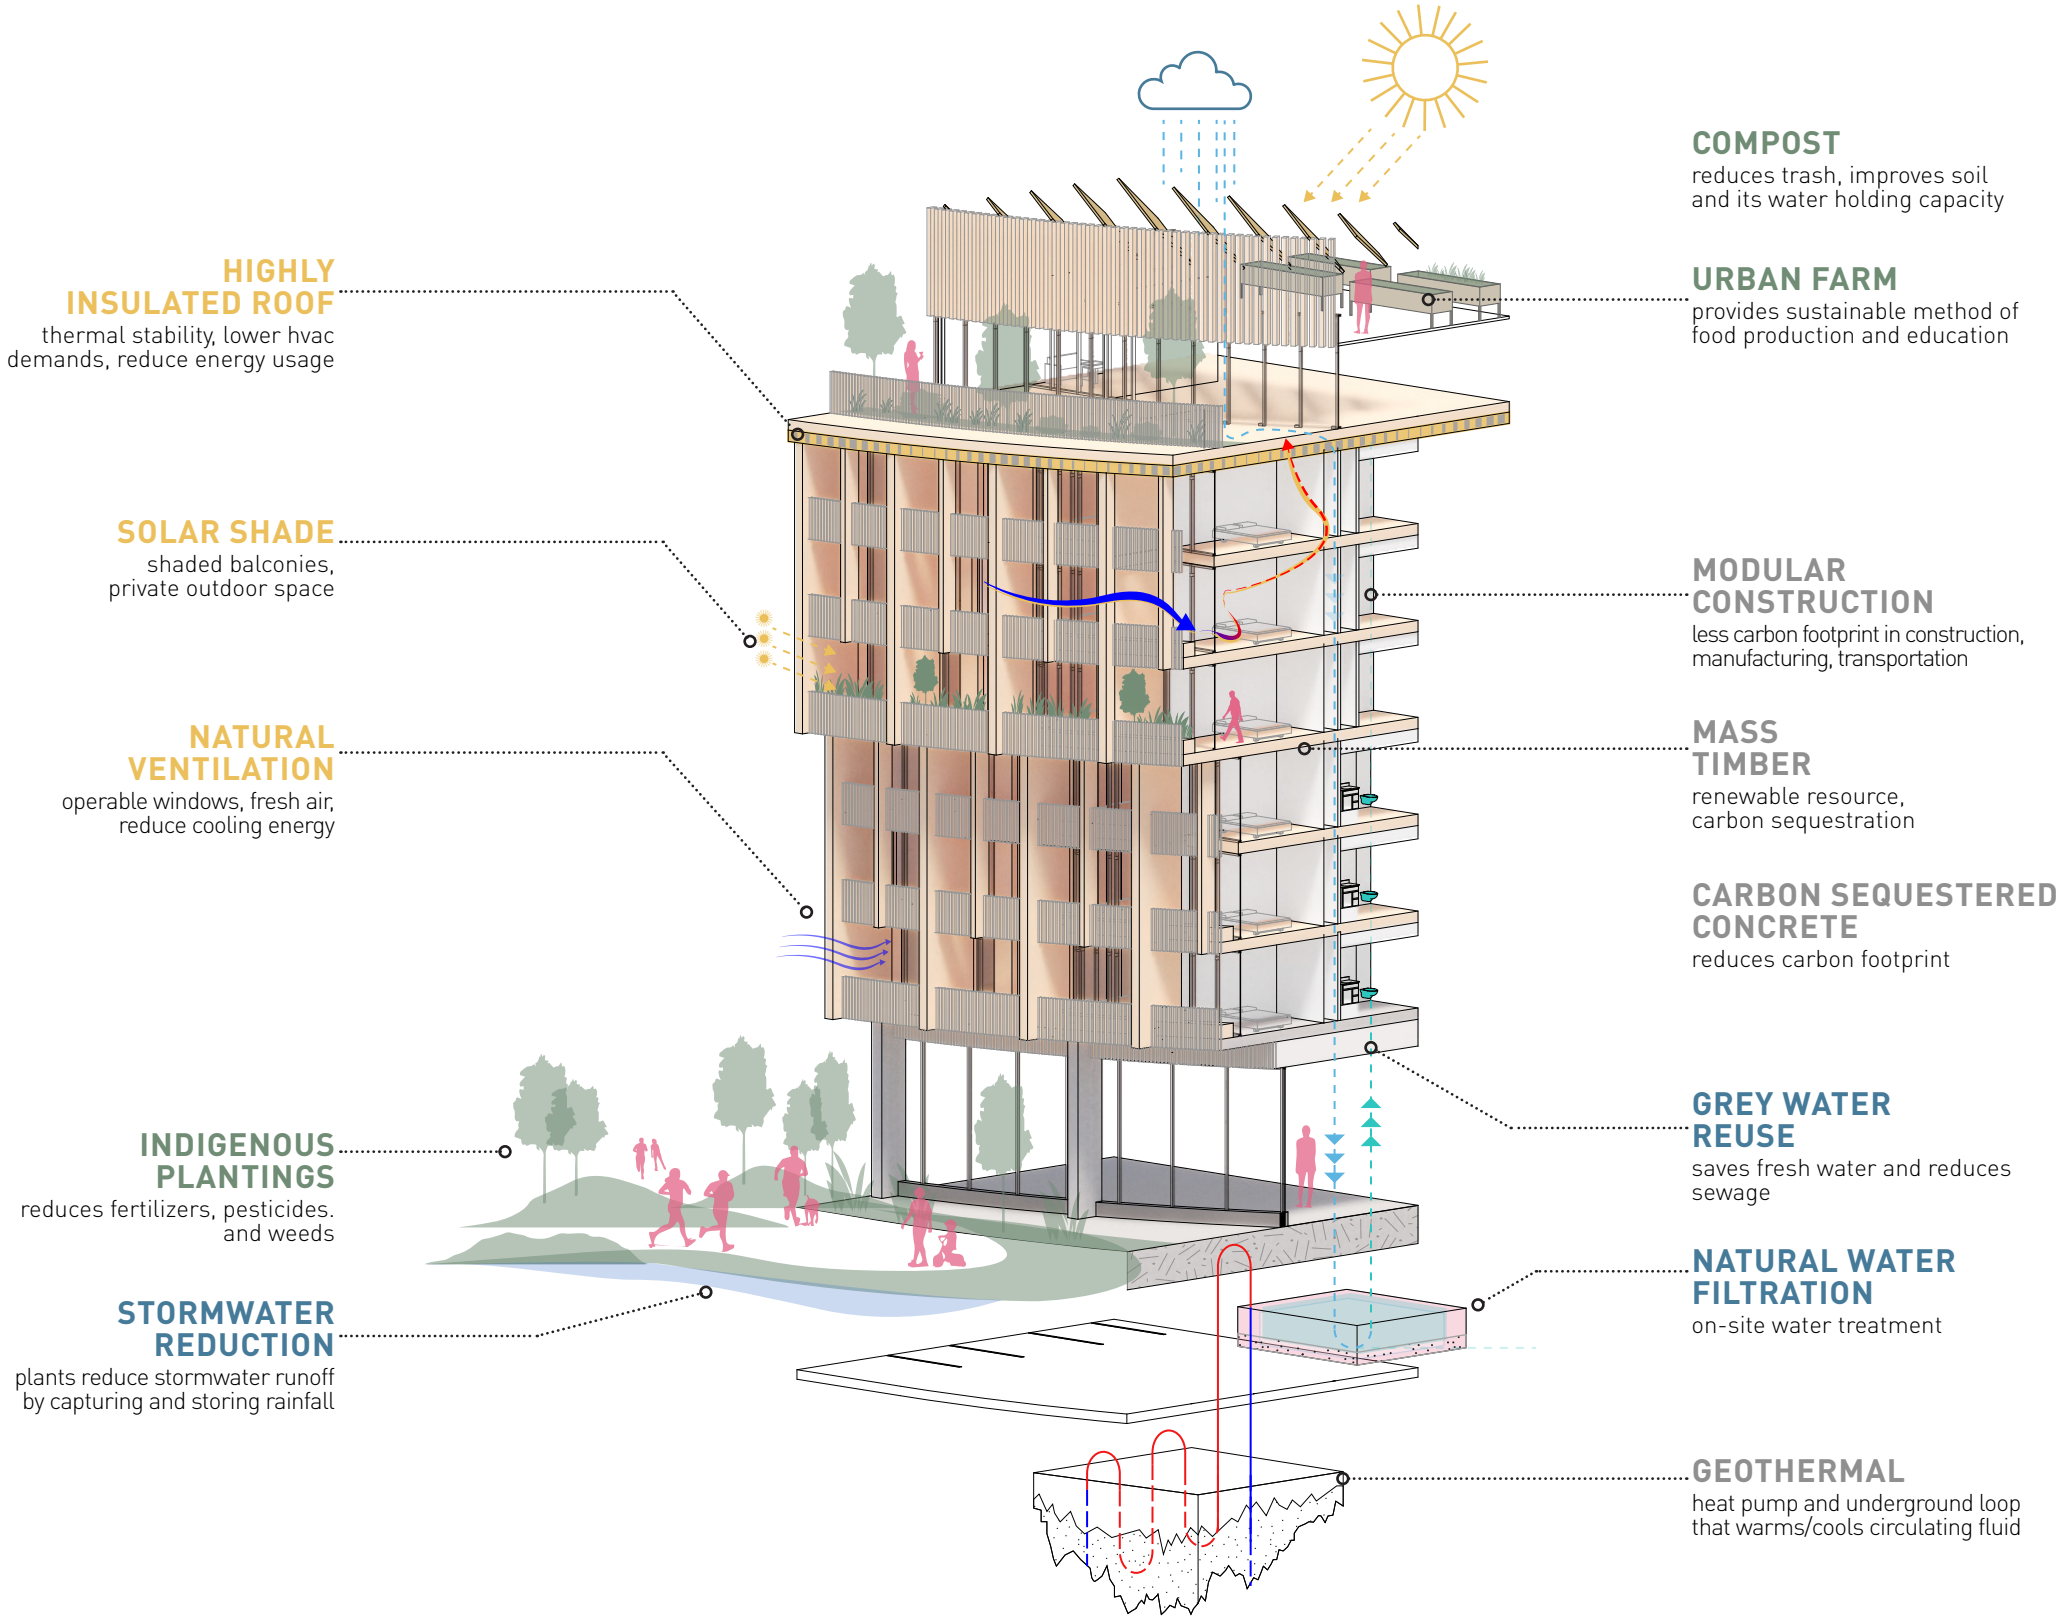 HIGHLY
INSULATED ROOF
thermal stability, lower hvac
demands, reduce energy usage
SOLAR SHADE
shaded balconies,
private outdoor space
NATURAL
VENTILATION
operable windows, fresh air,
reduce cooling energy
INDIGENOUS
PLANTINGS
reduces fertilizers, pesticides.
and weeds
STORMWATER
REDUCTION
plants reduce stormwater runoff
by capturing and storing rainfall
COMPOST
reduces trash, improves soil
and its water holding capacity
URBAN FARM
provides sustainable method of
food production and education
MODULAR
CONSTRUCTION
less carbon footprint in construction,
manufacturing, transportation
MASS
TIMBER
renewable resource,
carbon sequestration
CARBON SEQUESTERED
CONCRETE
reduces carbon footprint
GREY WATER
REUSE
saves fresh water and reduces
sewage
NATURAL WATER
FILTRATION
on-site water treatment
GEOTHERMAL
heat pump and underground loop
that warms/cools circulating fluid